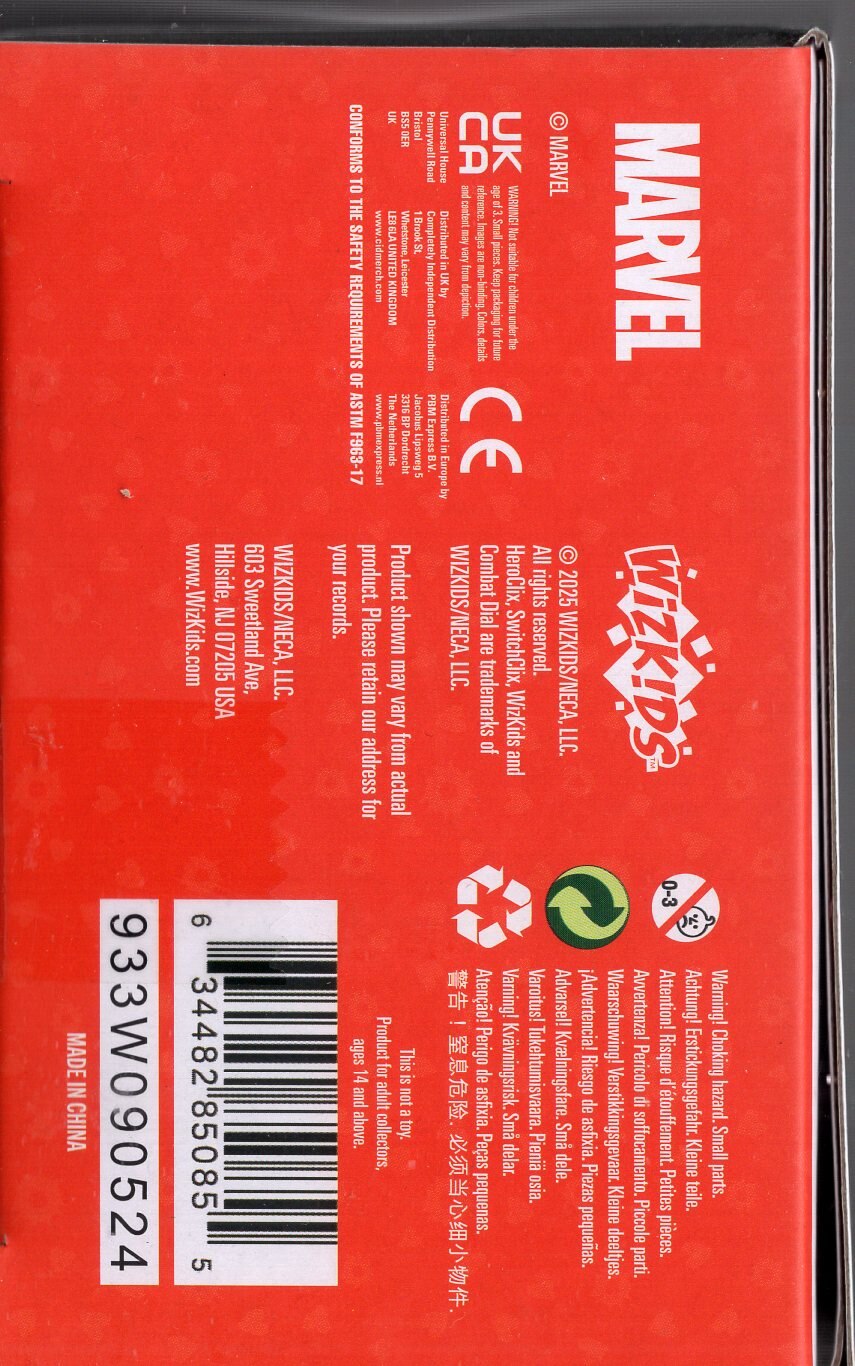 MARVEL
© MARVEL
UK
CA
WARNING! Not suitable for children under the
age of 3. Small pieces. Keep packaging for future
reference. Images are non-binding. Colors, details
and content may vary from depiction.
CE
Universal House
Pennywell Road
Bristol
BS5 0ER
UK
Distributed in UK by
Completely Independent Distribution
1 Brook St,
Whetstone, Leicester
LE8 6LA UNITED KINGDOM
www.cidmerch.com
Distributed in Europe by
PBM Express B.V.
Jacobus Lipsweg 5
3316 BP Dordrecht
The Netherlands
www.pbmexpress.nl
CONFORMS TO THE SAFETY REQUIREMENTS OF ASTM F963-17
WIZKIDS™
© 2025 WIZKIDS/NECA, LLC.
All rights reserved.
HeroClix, SwitchClix, WizKids and
Combat Dial are trademarks of
WIZKIDS/NECA, LLC.
Product shown may vary from actual
product. Please retain our address for
your records.
WIZKIDS/NECA, LLC.
603 Sweetland Ave,
Hillside, NJ 07205 USA
www.WizKids.com
0-3
Warning! Choking hazard. Small parts.
Achtung! Erstickungsgefahr. Kleine teile.
Attention! Risque d'étouffement. Petites pièces.
Avvertenza! Pericolo di soffocamento. Piccole parti.
Waarschuwing! Verstikkingsgevaar. Kleine deeltjes.
¡Advertencia! Riesgo de asfixia. Piezas pequeñas.
Advarsel! Kvælningsfare. Små dele.
Varoitus! Tukehtumisvaara. Pieniä osia.
Varning! Kvävningsrisk. Små delar.
Atenção! Perigo de asfixia. Peças pequenas.
警告！窒息危险. 必须当心细小物件.
This is not a toy.
Product for adult collectors,
ages 14 and above.
6 34482 85085 5
933W090524
MADE IN CHINA